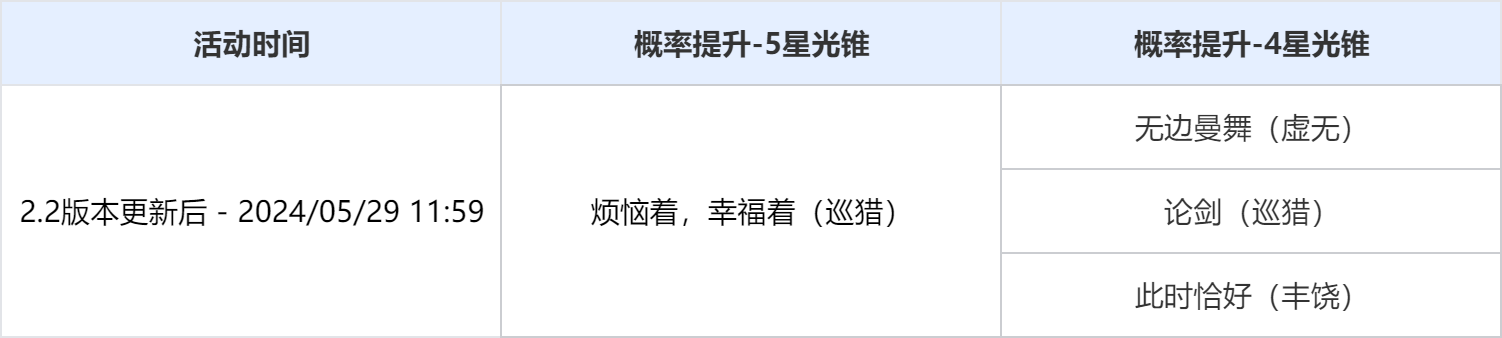 活动时间
概率提升-5星光锥
概率提升-4星光锥
2.2版本更新后 - 2024/05/29 11:59
烦恼着，幸福着（巡猎）
无边曼舞（虚无）
论剑（巡猎）
此时恰好（丰饶）